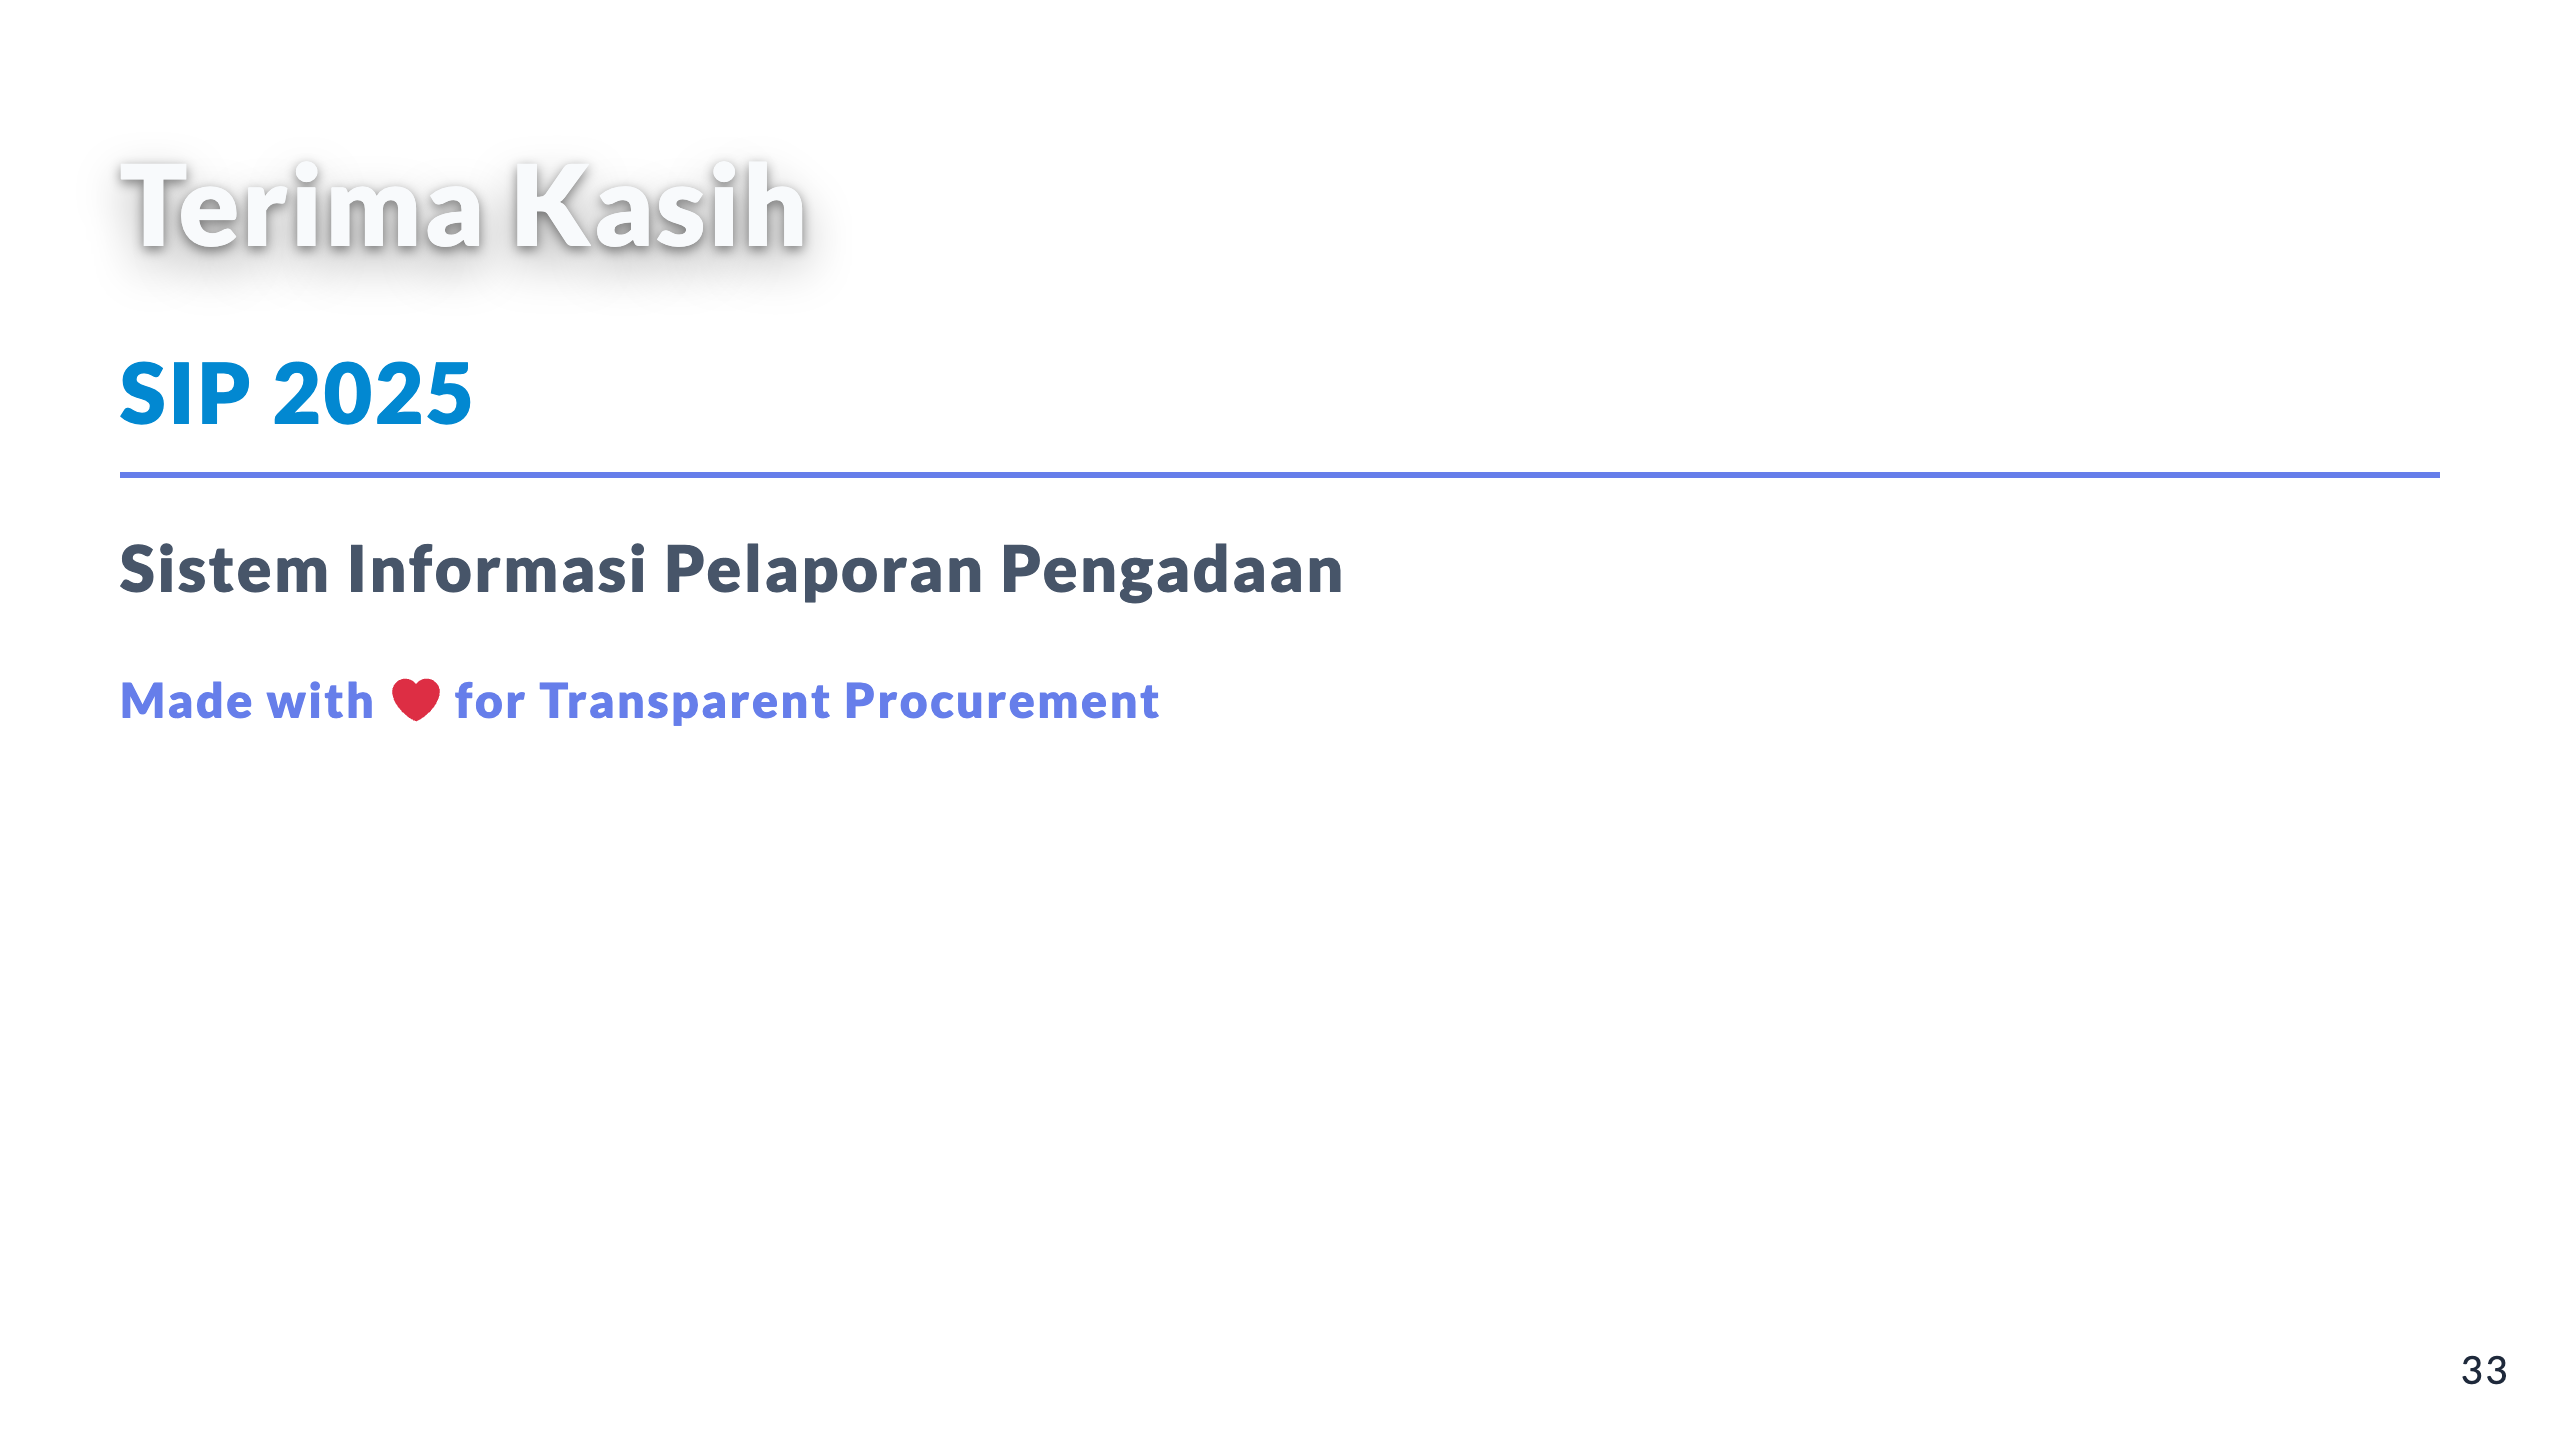 Terima Kasih
SIP 2025
Sistem Informasi Pelaporan Pengadaan
Made with ❤️ for Transparent Procurement
33